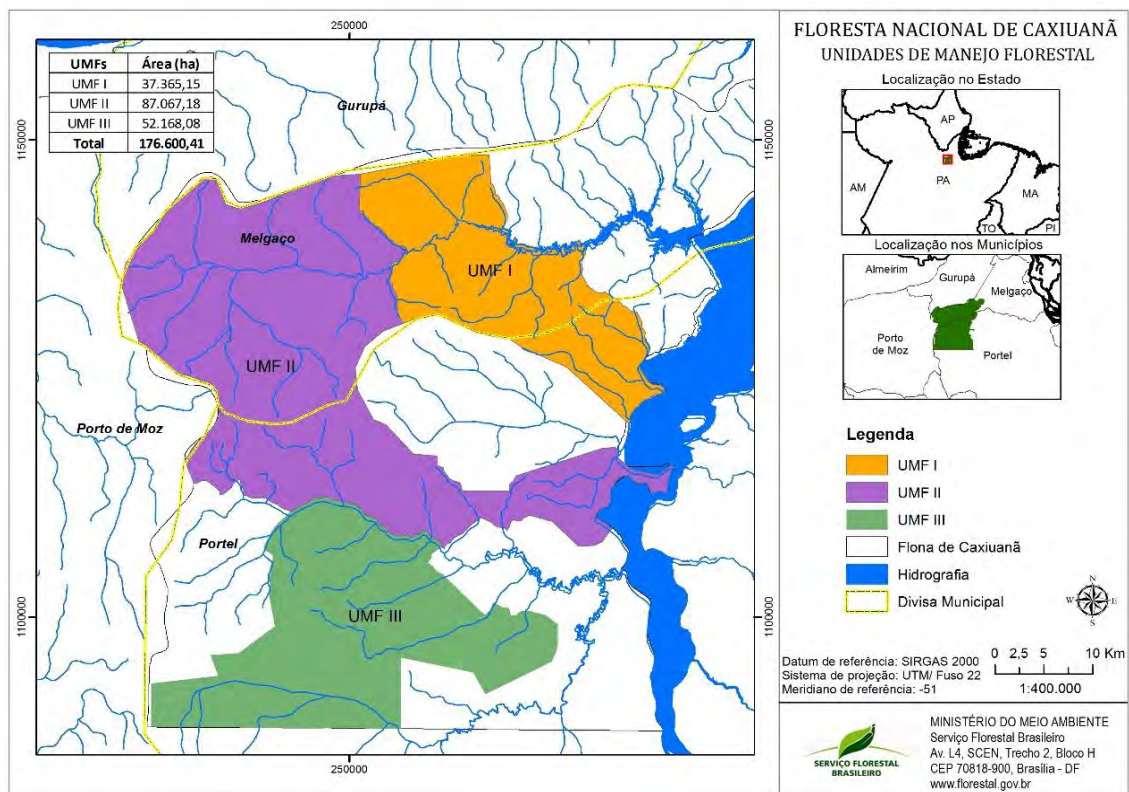 250000
UMFs Área (ha)
UMF I 37.365,15
UMF II 87.067,18
UMF III 52.168,08
Total 176.600,41
Gurupá
1150000
1150000
Melgaço
UMF I
UMF II
Porto de Moz
Portel
UMF III
1100000
1100000
250000
FLORESTA NACIONAL DE CAXIUANÃ
UNIDADES DE MANEJO FLORESTAL
Localização no Estado
AP
AM
PA
MA
TO
PI
Localização nos Municípios
Almeirim
Gurupá
Melgaço
Porto
de Moz
Portel
Legenda
UMF I
UMF II
UMF III
Flona de Caxiuanã
Hidrografia
Divisa Municipal
N
W E
S
Datum de referência: SIRGAS 2000
Sistema de projeção: UTM/ Fuso 22
Meridiano de referência: -51
0 2,5 5 10 Km
1:400.000
SERVIÇO FLORESTAL
BRASILEIRO
MINISTÉRIO DO MEIO AMBIENTE
Serviço Florestal Brasileiro
Av. L4, SCEN, Trecho 2, Bloco H
CEP 70818-900, Brasília - DF
www.florestal.gov.br